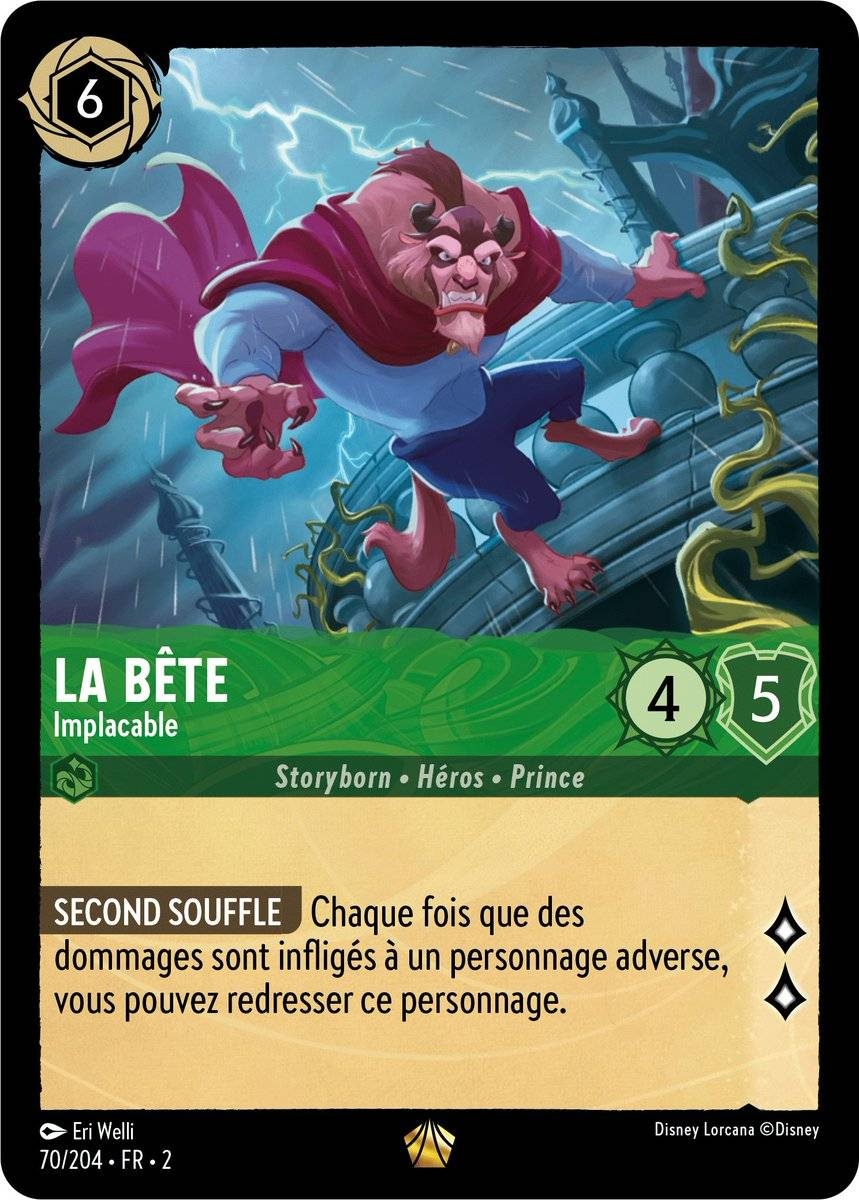 6
LA BÊTE
Implacable
4
5
Storyborn • Héros • Prince
SECOND SOUFFLE Chaque fois que des
dommages sont infligés à un personnage adverse,
vous pouvez redresser ce personnage.
Eri Welli
70/204 • FR • 2
Disney Lorcana ©Disney